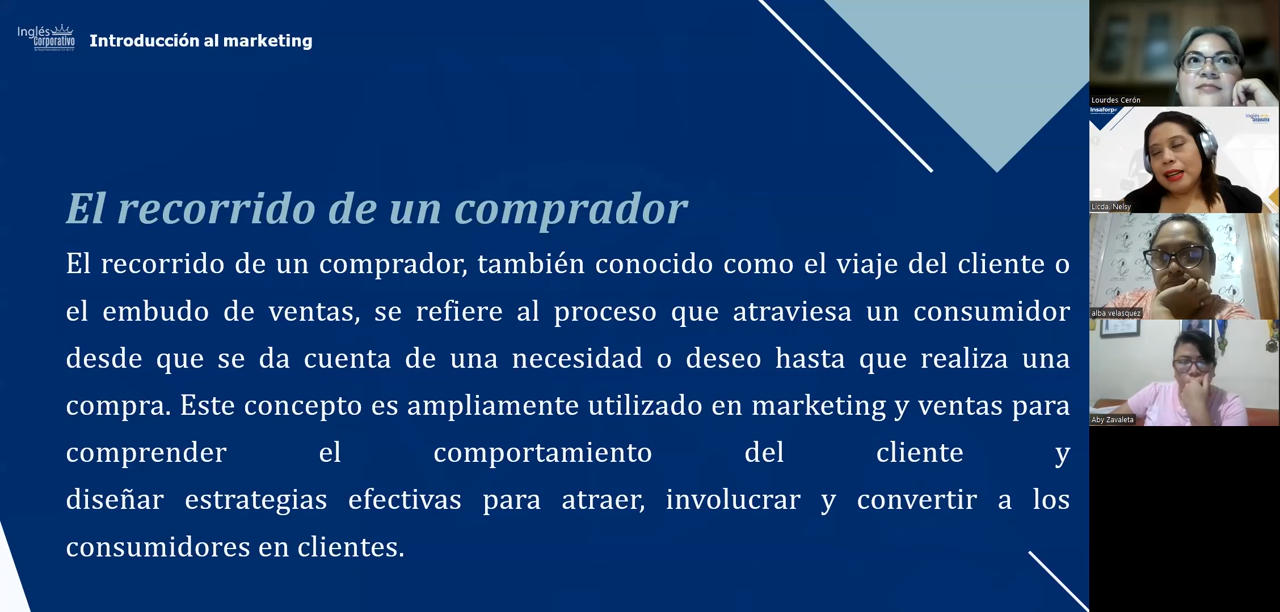 Inglés
Corporativo
Introducción al marketing
El recorrido de un comprador
El recorrido de un comprador, también conocido como el viaje del cliente o
el embudo de ventas, se refiere al proceso que atraviesa un consumidor
desde que se da cuenta de una necesidad o deseo hasta que realiza una
compra. Este concepto es ampliamente utilizado en marketing y ventas para
comprender el comportamiento del cliente y
diseñar estrategias efectivas para atraer, involucrar y convertir a los
consumidores en clientes.
Lourdes Cerón
Insaforp
Licda. Nelsy
alba velasquez
Aby Zavaleta